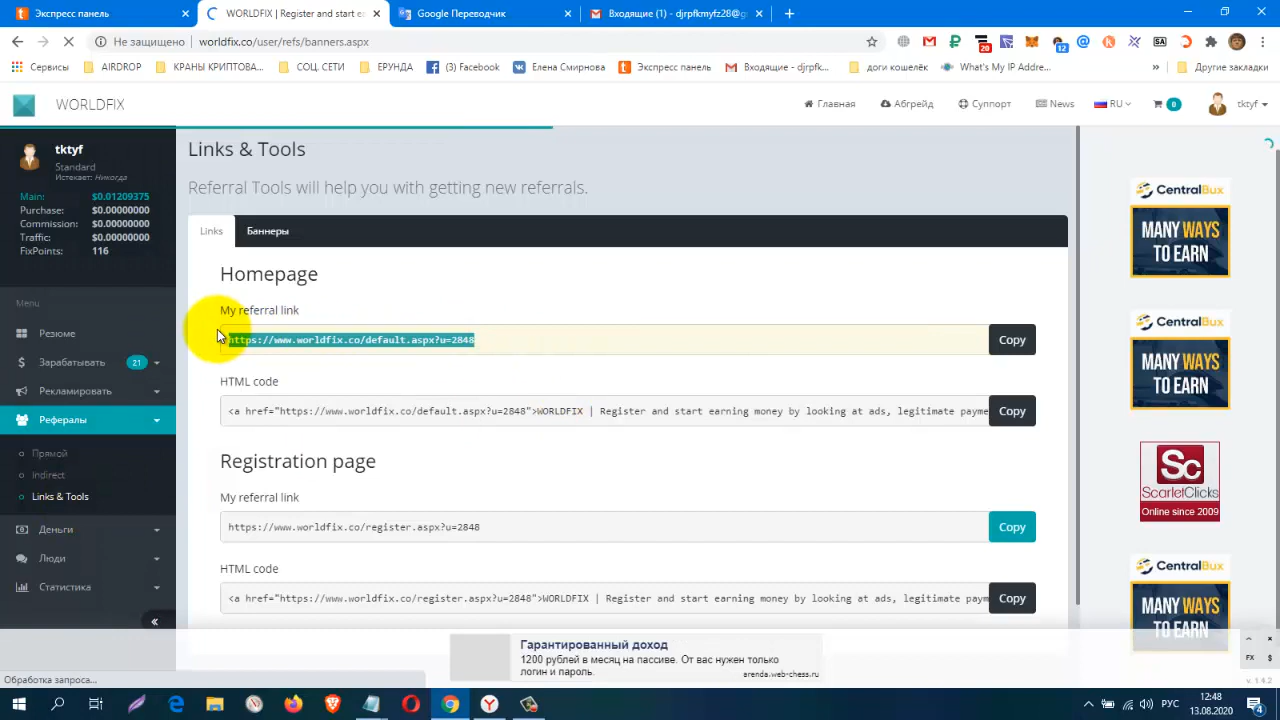 Экспресс панель
WORLDFIX | Register and start e
Google Переводчик
Входящие (1) - djrpfkmyfz28@g
Не защищено | worldfix.co/user/refs/banners.aspx
20
12
SA
Сервисы
AIRDROP
КРАНЫ КРИПТОВА...
СОЦ. СЕТИ
ЕРУНДА
(3) Facebook
Елена Смирнова
Экспресс панель
Входящие - djrpfk...
доги кошелёк
What's My IP Addre...
»
Другие закладки
WORLDFIX
Главная
Абгрейд
Суппорт
News
RU
0
tktyf
tktyf
Standard
Истекает: Никогда
Main: $0.01209375
Purchase: $0.00000000
Commission: $0.00000000
Traffic: $0.00000000
FixPoints: 116
Menu
Резюме
Зарабатывать 21
Рекламировать
Рефералы
Прямой
Indirect
Links & Tools
Деньги
Люди
Статистика
Links & Tools
Referral Tools will help you with getting new referrals.
Links
Баннеры
Homepage
My referral link
https://www.worldfix.co/default.aspx?u=2848
Copy
HTML code
<a href="https://www.worldfix.co/default.aspx?u=2848">WORLDFIX | Register and start earning money by looking at ads, legitimate payme
Copy
Registration page
My referral link
https://www.worldfix.co/register.aspx?u=2848
Copy
HTML code
<a href="https://www.worldfix.co/register.aspx?u=2848">WORLDFIX | Register and start earning money by looking at ads, legitimate paym
Copy
CentralBux
MANY WAYS
TO EARN
CentralBux
MANY WAYS
TO EARN
Sc
ScarletClicks
Online since 2009
CentralBux
MANY WAYS
TO EARN
Гарантированный доход
1200 рублей в месяц на пассиве. От вас нужен только
логин и пароль.
arenda.web-chess.ru
FX $
v. 1.4.2
Обработка запроса...
РУС
12:48
13.08.2020
4